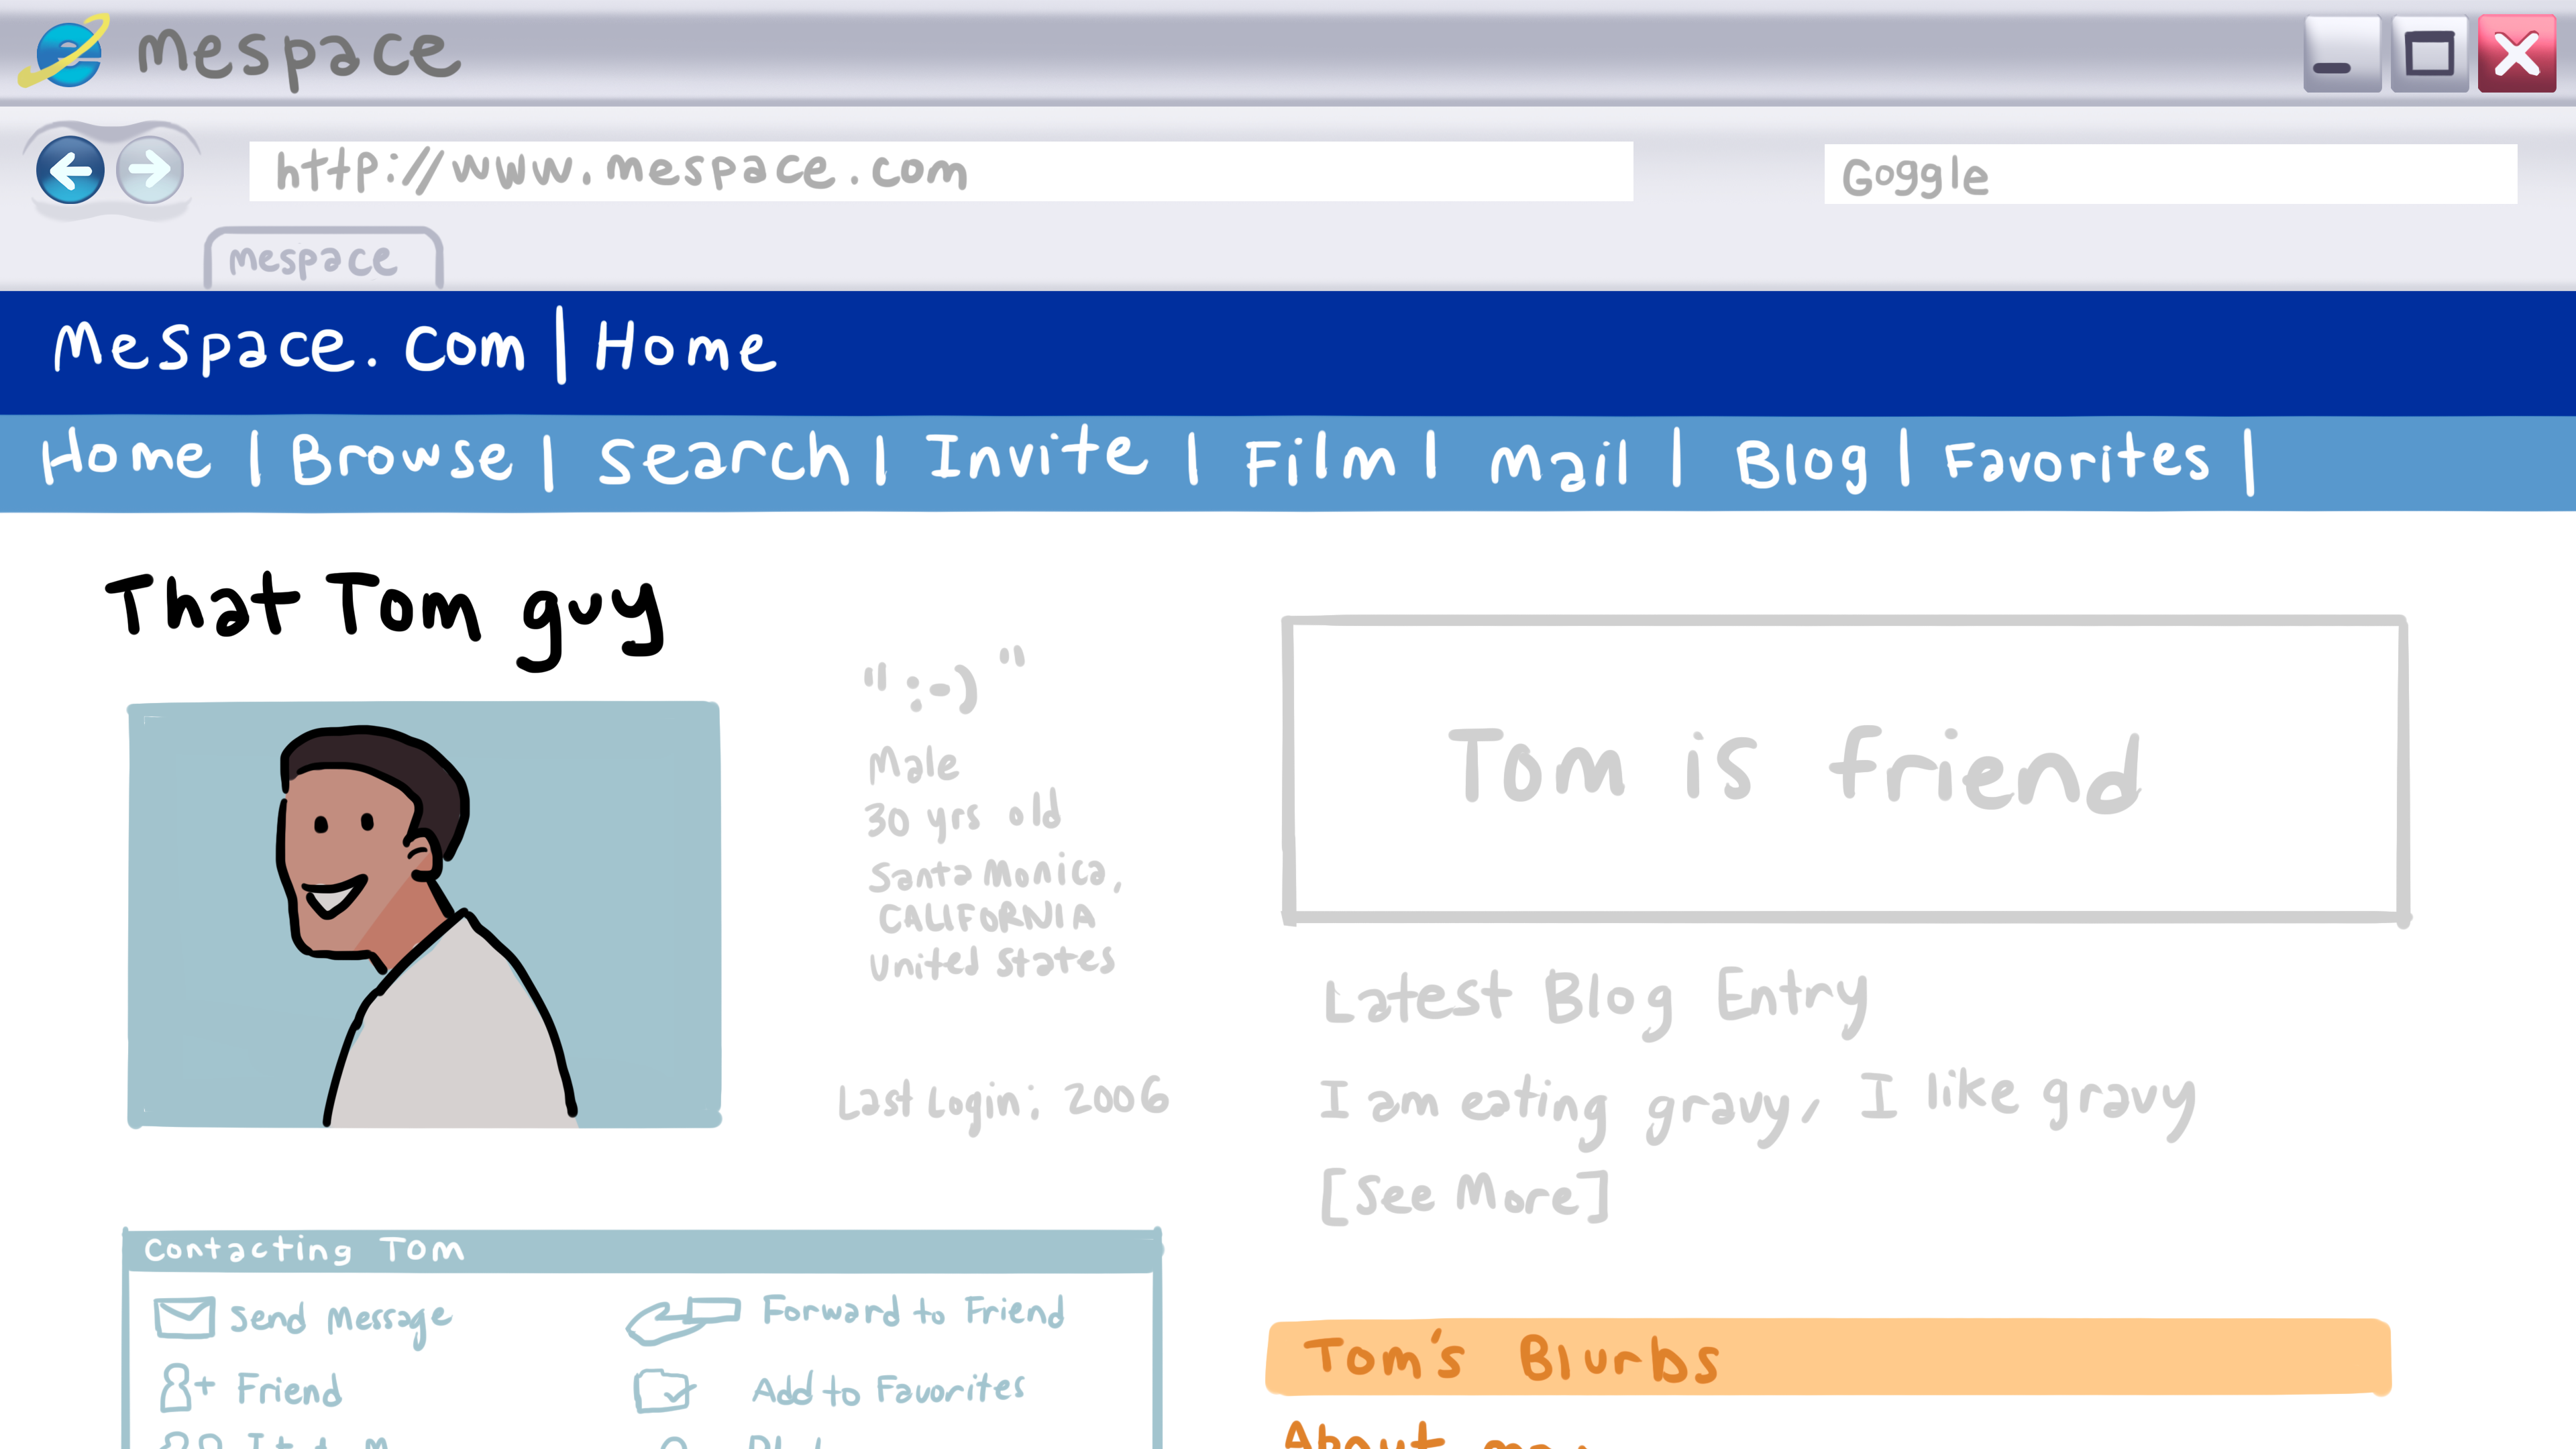 mespace
http://www.mespace.com
Goggle
mespace
Mespace.com | Home
Home | Browse | Search | Invite | Film | Mail | Blog | Favorites |
That Tom guy
":-)"
Male
30 yrs old
Santa Monica,
CALIFORNIA
United States
Last Login: 2006
Tom is friend
Latest Blog Entry
I am eating gravy, I like gravy
[See More]
Contacting Tom
Send Message
Forward to Friend
Friend
Add to Favorites
Tom's Blurbs
About me: